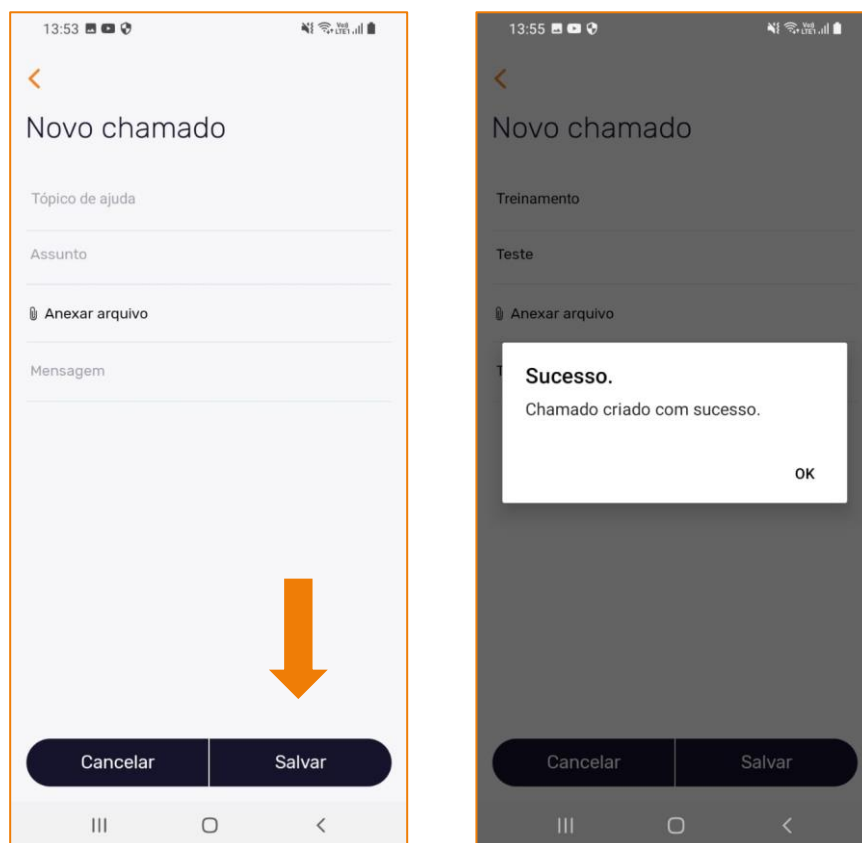 13:53
Novo chamado
Tópico de ajuda
Assunto
Anexar arquivo
Mensagem
Cancelar
Salvar
13:55
Novo chamado
Treinamento
Teste
Anexar arquivo
T
Sucesso.
Chamado criado com sucesso.
OK
Cancelar
Salvar